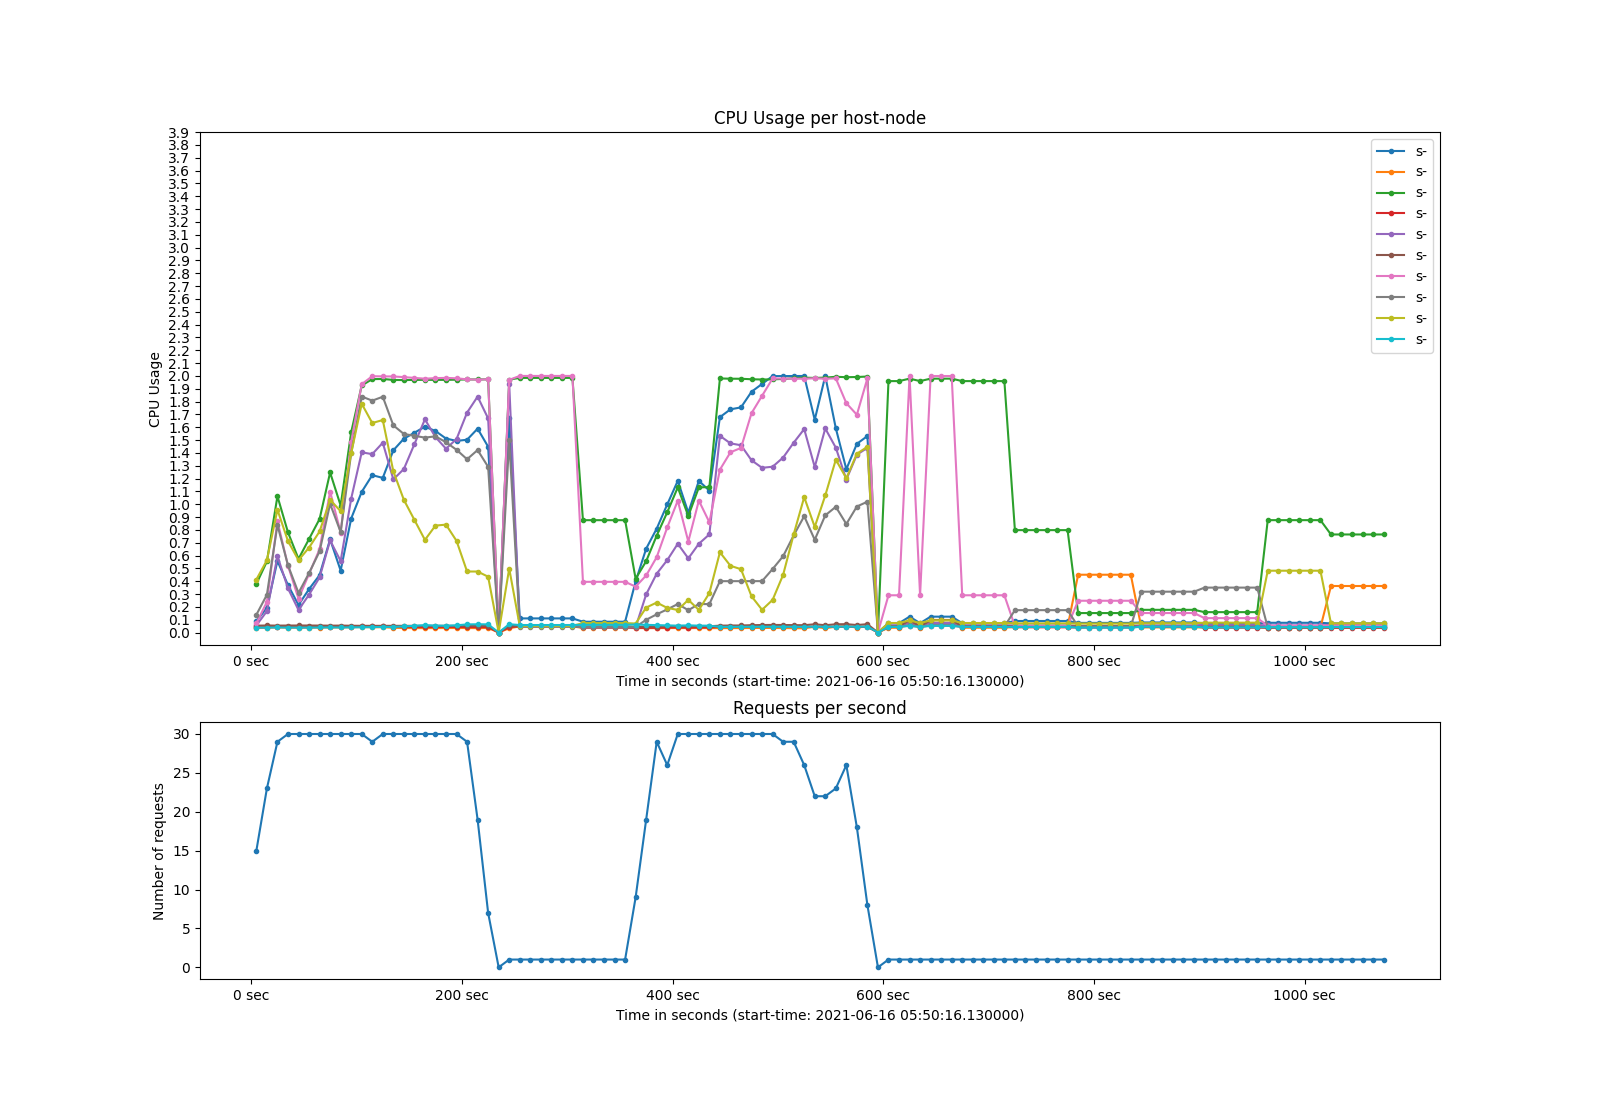 CPU Usage per host-node
CPU Usage
3.9
3.8
3.7
3.6
3.5
3.4
3.3
3.2
3.1
3.0
2.9
2.8
2.7
2.6
2.5
2.4
2.3
2.2
2.1
2.0
1.9
1.8
1.7
1.6
1.5
1.4
1.3
1.2
1.1
1.0
0.9
0.8
0.7
0.6
0.5
0.4
0.3
0.2
0.1
0.0
s-
s-
s-
s-
s-
s-
s-
s-
s-
s-
0 sec 200 sec 400 sec 600 sec 800 sec 1000 sec
Time in seconds (start-time: 2021-06-16 05:50:16.130000)
Requests per second
Number of requests
30
25
20
15
10
5
0
0 sec 200 sec 400 sec 600 sec 800 sec 1000 sec
Time in seconds (start-time: 2021-06-16 05:50:16.130000)